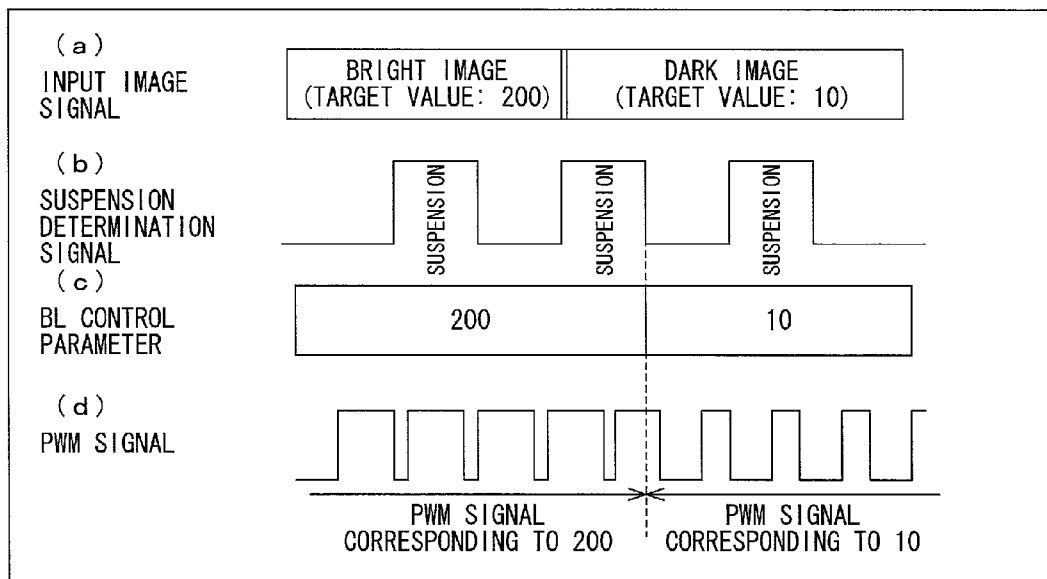 (a)
INPUT IMAGE
SIGNAL
BRIGHT IMAGE
(TARGET VALUE: 200)
DARK IMAGE
(TARGET VALUE: 10)
(b)
SUSPENSION
DETERMINATION
SIGNAL
SUSPENSION
SUSPENSION
SUSPENSION
(c)
BL CONTROL
PARAMETER
200
10
(d)
PWM SIGNAL
PWM SIGNAL
CORRESPONDING TO 200
PWM SIGNAL
CORRESPONDING TO 10